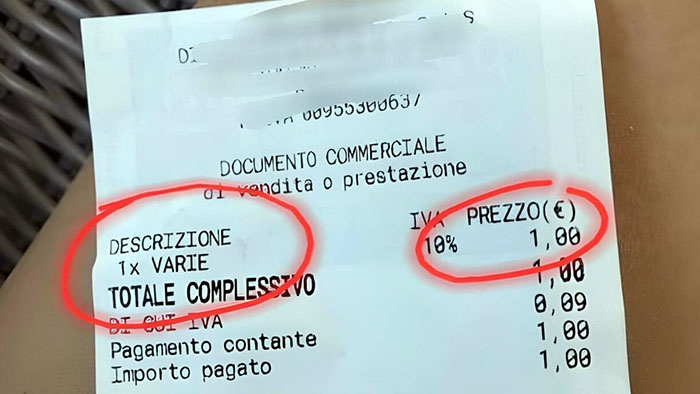 00955300637
DOCUMENTO COMMERCIALE
di vendita o prestazione
DESCRIZIONE IVA PREZZO(€)
1x VARIE 10% 1,00
TOTALE COMPLESSIVO 1,00
DI CUI IVA 0,09
Pagamento contante 1,00
Importo pagato 1,00